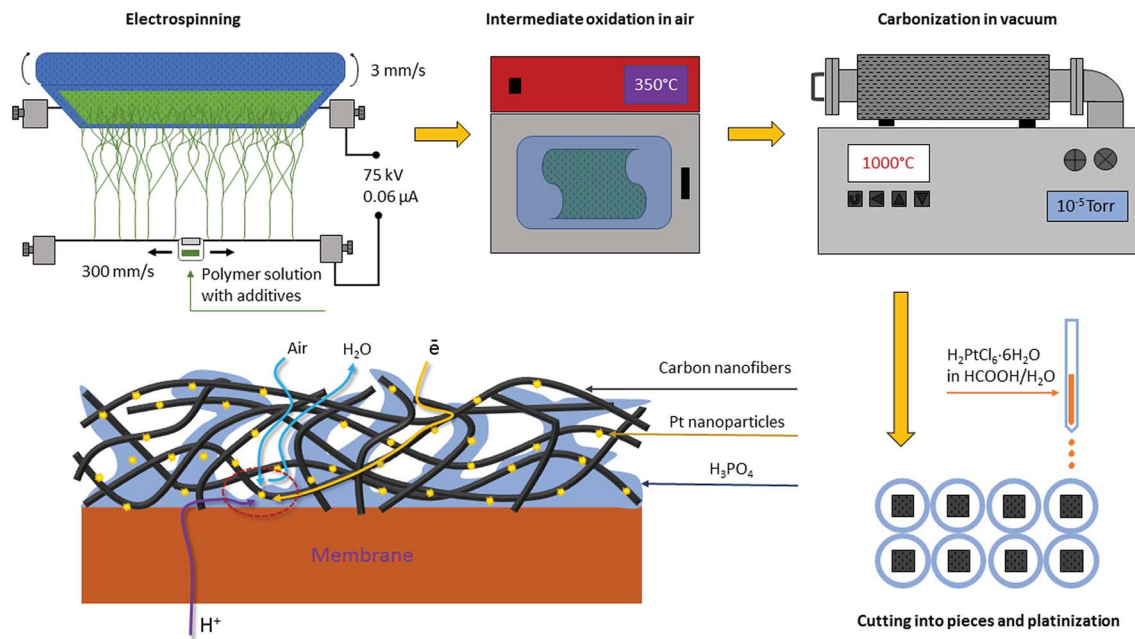 Electrospinning
Intermediate oxidation in air
Carbonization in vacuum
3 mm/s
75 kV
0.06 µA
300 mm/s
Polymer solution
with additives
350°C
1000°C
10⁻⁵ Torr
Air
H₂O
ē
Carbon nanofibers
Pt nanoparticles
H₃PO₄
Membrane
H⁺
H₂PtCl₆·6H₂O
in HCOOH/H₂O
Cutting into pieces and platinization